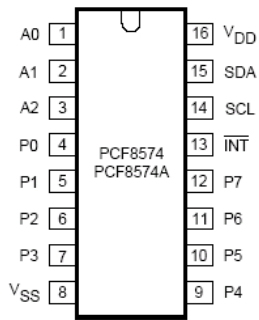 A0 1 16 VDD
A1 2 15 SDA
A2 3 14 SCL
P0 4 13 I̅N̅T̅
PCF8574
PCF8574A
P1 5 12 P7
P2 6 11 P6
P3 7 10 P5
VSS 8 9 P4